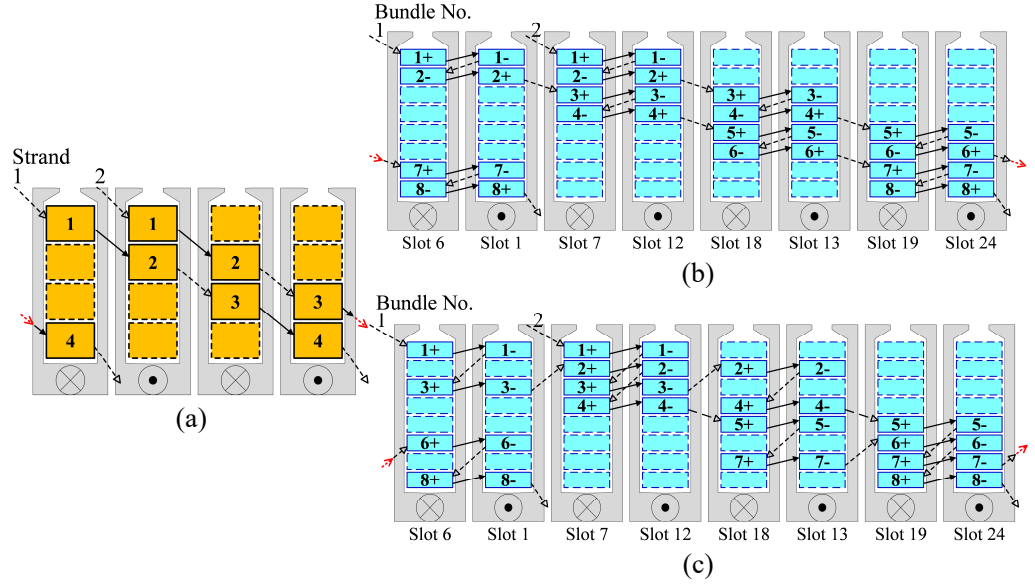 Strand
1 2
1 1
2 2
3 3
4 4
(a)
Bundle No.
1 2
1+ 1- 1+ 1-
2- 2+ 2- 2+
3+ 3- 3+ 3-
4- 4+ 4- 4+
5+ 5- 5+ 5-
6- 6+ 6- 6+
7+ 7- 7+ 7-
8- 8+ 8- 8+
Slot 6 Slot 1 Slot 7 Slot 12 Slot 18 Slot 13 Slot 19 Slot 24
(b)
Bundle No.
1 2
1+ 1- 1+ 1-
2+ 2- 2+ 2-
3+ 3- 3+ 3-
4+ 4- 4+ 4-
5+ 5- 5+ 5-
6+ 6- 6+ 6-
7+ 7- 7+ 7-
8+ 8- 8+ 8-
Slot 6 Slot 1 Slot 7 Slot 12 Slot 18 Slot 13 Slot 19 Slot 24
(c)